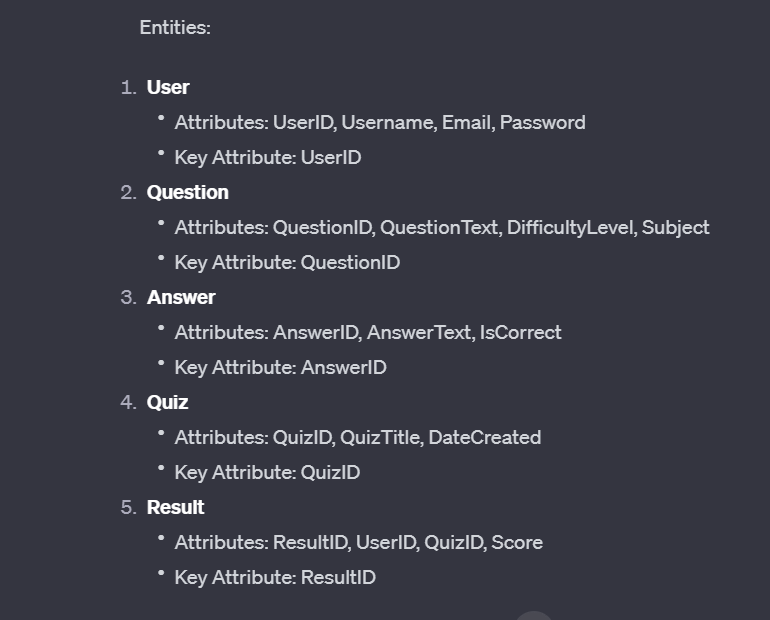 Entities:
1. User
• Attributes: UserID, Username, Email, Password
• Key Attribute: UserID
2. Question
• Attributes: QuestionID, QuestionText, DifficultyLevel, Subject
• Key Attribute: QuestionID
3. Answer
• Attributes: AnswerID, AnswerText, IsCorrect
• Key Attribute: AnswerID
4. Quiz
• Attributes: QuizID, QuizTitle, DateCreated
• Key Attribute: QuizID
5. Result
• Attributes: ResultID, UserID, QuizID, Score
• Key Attribute: ResultID